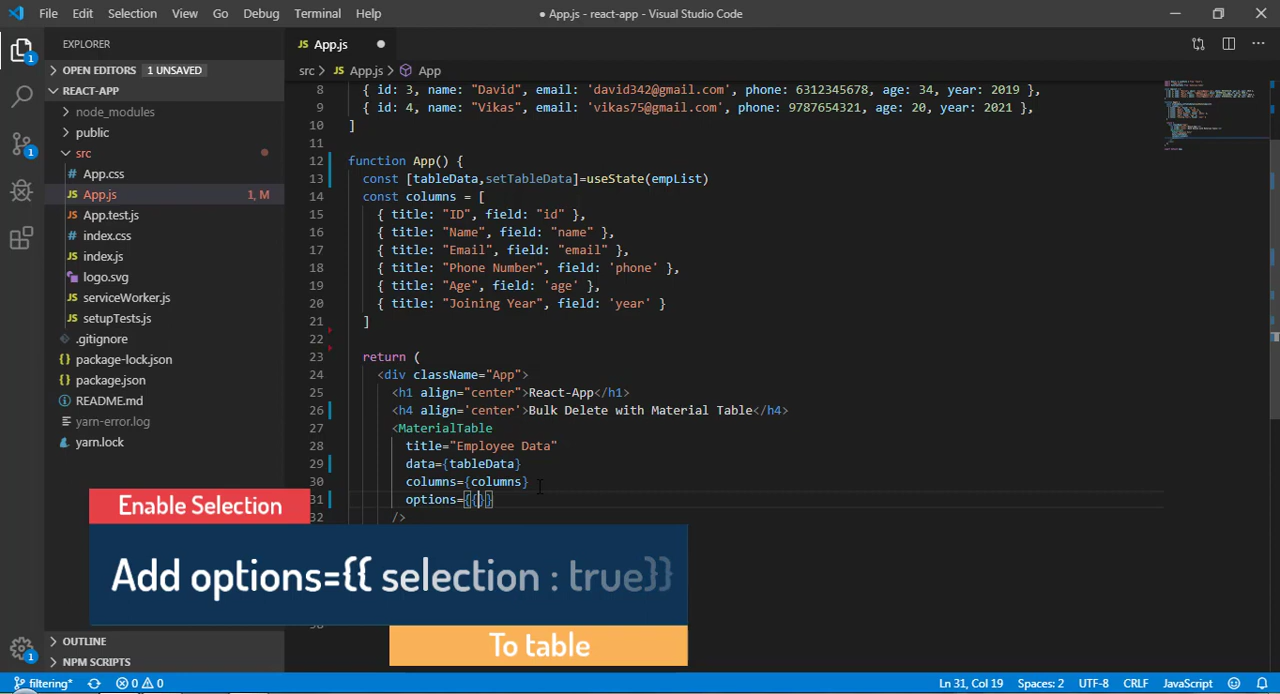 File Edit Selection View Go Debug Terminal Help
● App.js - react-app - Visual Studio Code
EXPLORER
JS App.js ●
OPEN EDITORS 1 UNSAVED
src > JS App.js > App
REACT-APP
node_modules
public
src
App.css
JS App.js 1, M
App.test.js
index.css
JS index.js
logo.svg
JS serviceWorker.js
JS setupTests.js
.gitignore
package-lock.json
package.json
README.md
yarn-error.log
yarn.lock
8 { id: 3, name: "David", email: 'david342@gmail.com', phone: 6312345678, age: 34, year: 2019 },
9 { id: 4, name: "Vikas", email: 'vikas75@gmail.com', phone: 9787654321, age: 20, year: 2021 },
10 ]
11
12 function App() {
13 const [tableData,setTableData]=useState(empList)
14 const columns = [
15 { title: "ID", field: "id" },
16 { title: "Name", field: "name" },
17 { title: "Email", field: "email" },
18 { title: "Phone Number", field: 'phone' },
19 { title: "Age", field: 'age' },
20 { title: "Joining Year", field: 'year' }
21 ]
22
23 return (
24 <div className="App">
25 <h1 align="center">React-App</h1>
26 <h4 align='center'>Bulk Delete with Material Table</h4>
27 <MaterialTable
28 title="Employee Data"
29 data={tableData}
30 columns={columns}
31 options={{}}
32 />
Enable Selection
Add options={{ selection : true}}
To table
OUTLINE
NPM SCRIPTS
filtering* 0 0 Ln 31, Col 19 Spaces: 2 UTF-8 CRLF JavaScript